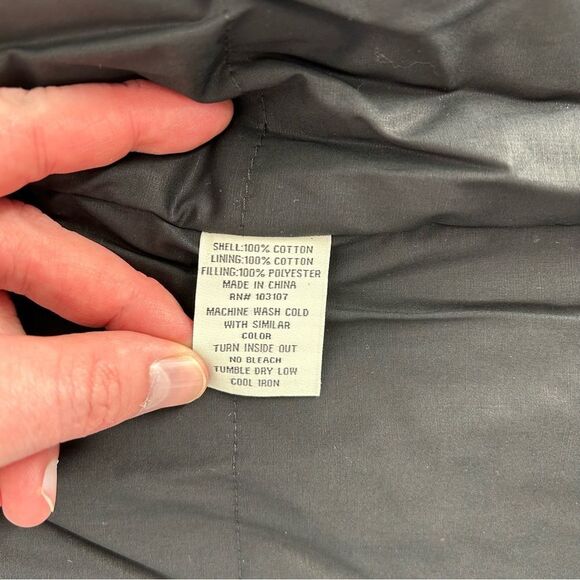 SHELL:100% COTTON
LINING:100% COTTON
FILLING:100% POLYESTER
MADE IN CHINA
RN# 103107
MACHINE WASH COLD
WITH SIMILAR
COLOR
TURN INSIDE OUT
NO BLEACH
TUMBLE DRY LOW
COOL IRON